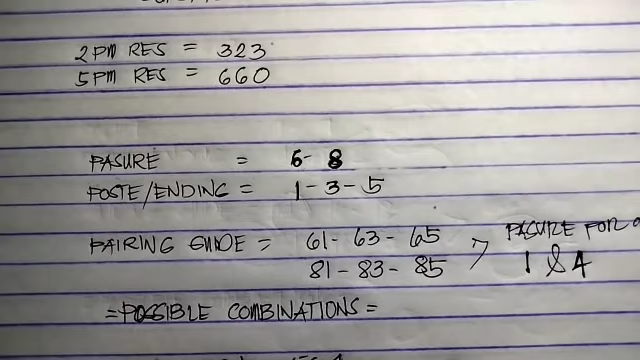 2PM RES = 323
5PM RES = 660
PASURE = 6- 8
POSTE/ENDING = 1-3-5
PAIRING GUIDE = 61- 63- 65
81- 83- 85 > PASURE FOR
1 & 4
=POSSIBLE COMBINATIONS=